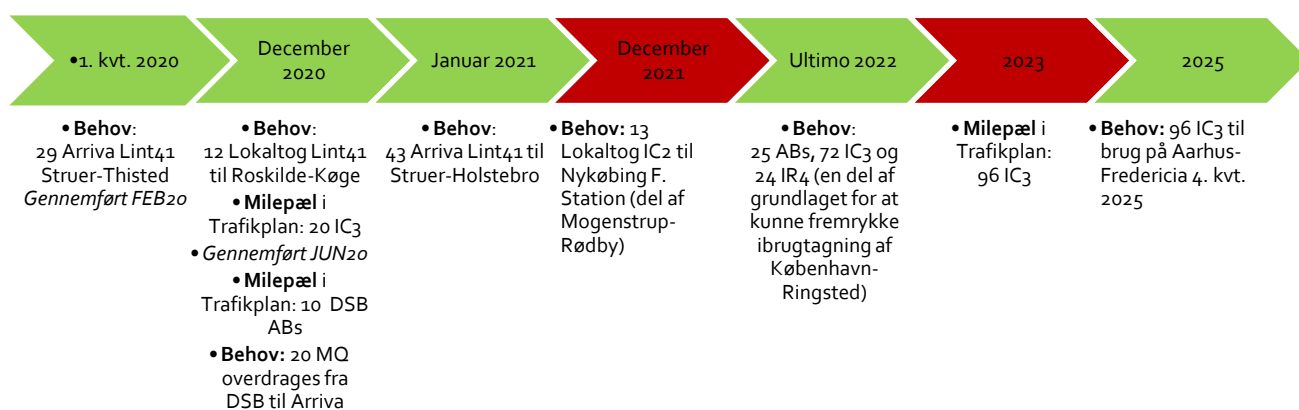 •1. kvt. 2020
December
2020
Januar 2021
December
2021
Ultimo 2022
2023
2025
•Behov:
29 Arriva Lint41
Struer-Thisted
Gennemført FEB20
•Behov:
12 Lokaltog Lint41
til Roskilde-Køge
•Milepæl i
Trafikplan: 20 IC3
•Gennemført JUN20
•Milepæl i
Trafikplan: 10 DSB
ABs
•Behov: 20 MQ
overdrages fra
DSB til Arriva
•Behov:
43 Arriva Lint41 til
Struer-Holstebro
•Behov: 13
Lokaltog IC2 til
Nykøbing F.
Station (del af
Mogenstrup-
Rødby)
•Behov:
25 ABs, 72 IC3 og
24 IR4 (en del af
grundlaget for at
kunne fremrykke
ibrugtagning af
København-
Ringsted)
•Milepæl i
Trafikplan:
96 IC3
•Behov: 96 IC3 til
brug på Aarhus-
Fredericia 4. kvt.
2025